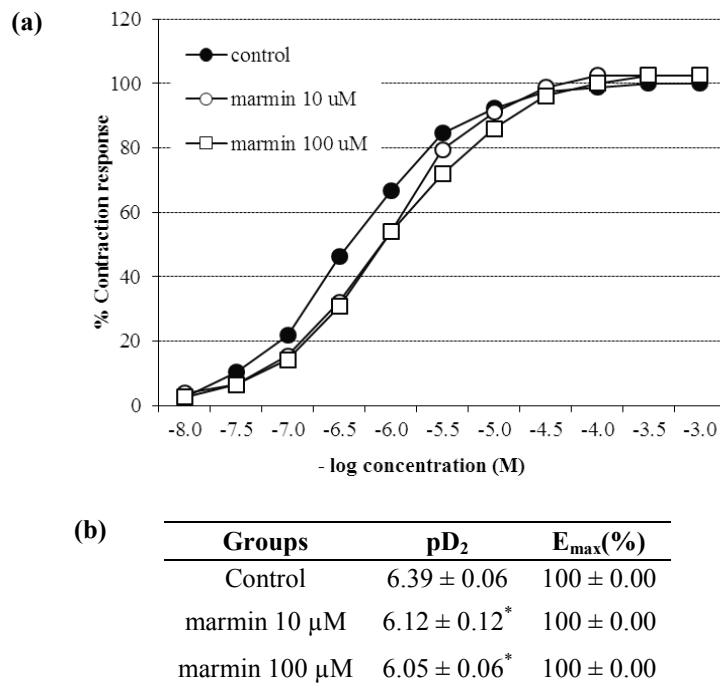 (a)
120
100
80
60
40
20
0
% Contraction response
control
marmin 10 uM
marmin 100 uM
-8.0 -7.5 -7.0 -6.5 -6.0 -5.5 -5.0 -4.5 -4.0 -3.5 -3.0
- log concentration (M)
(b)
Groups pD2 Emax(%)
Control 6.39 ± 0.06 100 ± 0.00
marmin 10 µM 6.12 ± 0.12* 100 ± 0.00
marmin 100 µM 6.05 ± 0.06* 100 ± 0.00